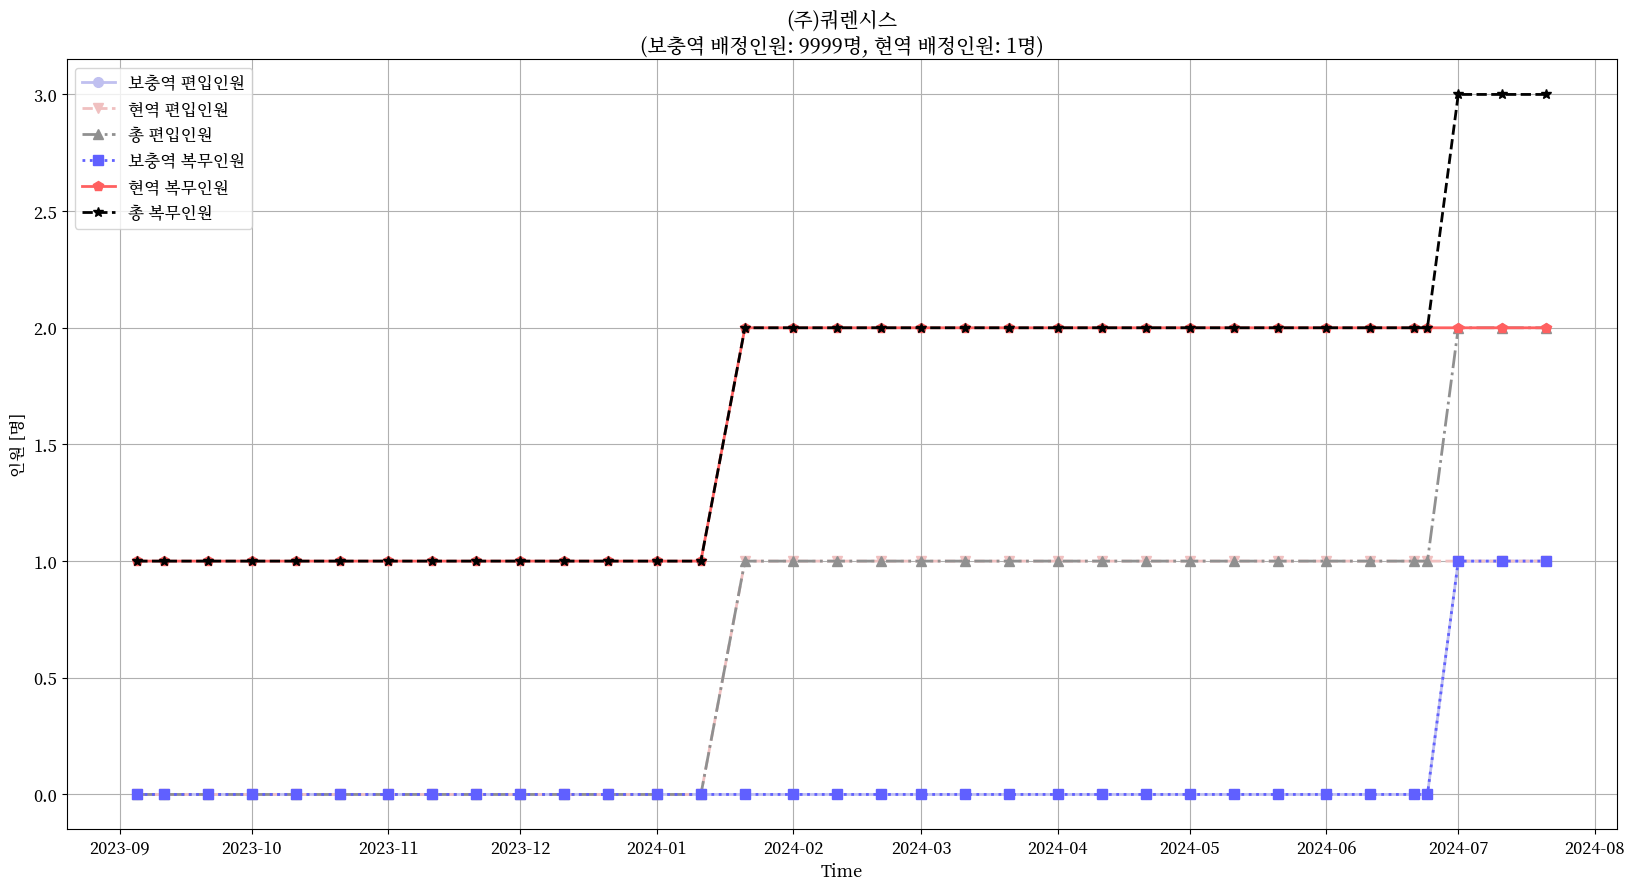 (주)쿼렌시스
(보충역 배정인원: 9999명, 현역 배정인원: 1명)
보충역 편입인원
현역 편입인원
총 편입인원
보충역 복무인원
현역 복무인원
총 복무인원
3.0
2.5
2.0
1.5
1.0
0.5
0.0
인원 [명]
2023-09
2023-10
2023-11
2023-12
2024-01
2024-02
2024-03
2024-04
2024-05
2024-06
2024-07
2024-08
Time